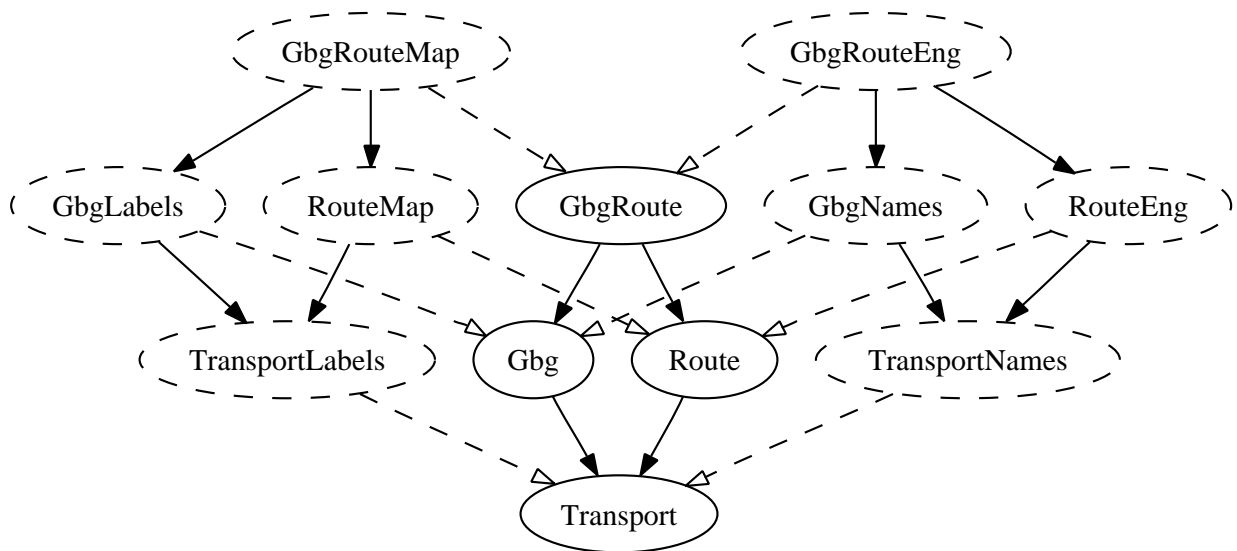 GbgRouteMap
GbgRouteEng
GbgLabels
RouteMap
GbgRoute
GbgNames
RouteEng
TransportLabels
Gbg
Route
TransportNames
Transport